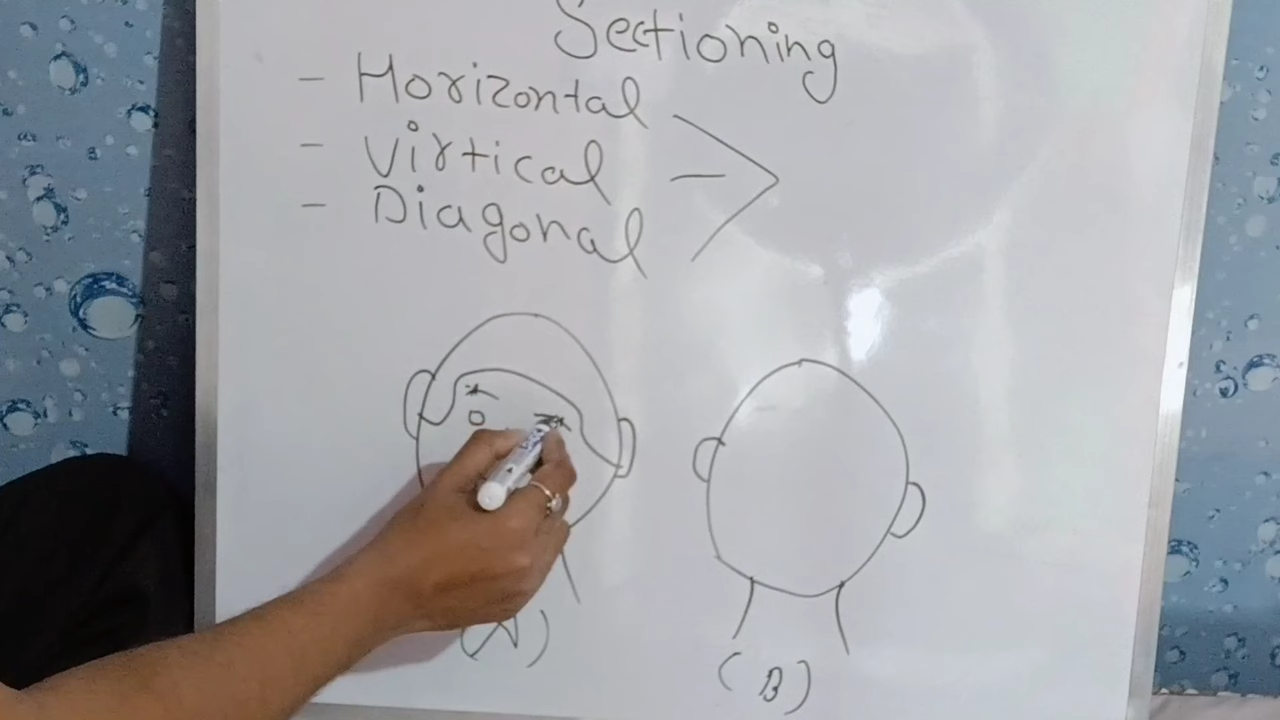 Sectioning
- Horizontal
- Virtical
- Diagonal
(A)
(B)